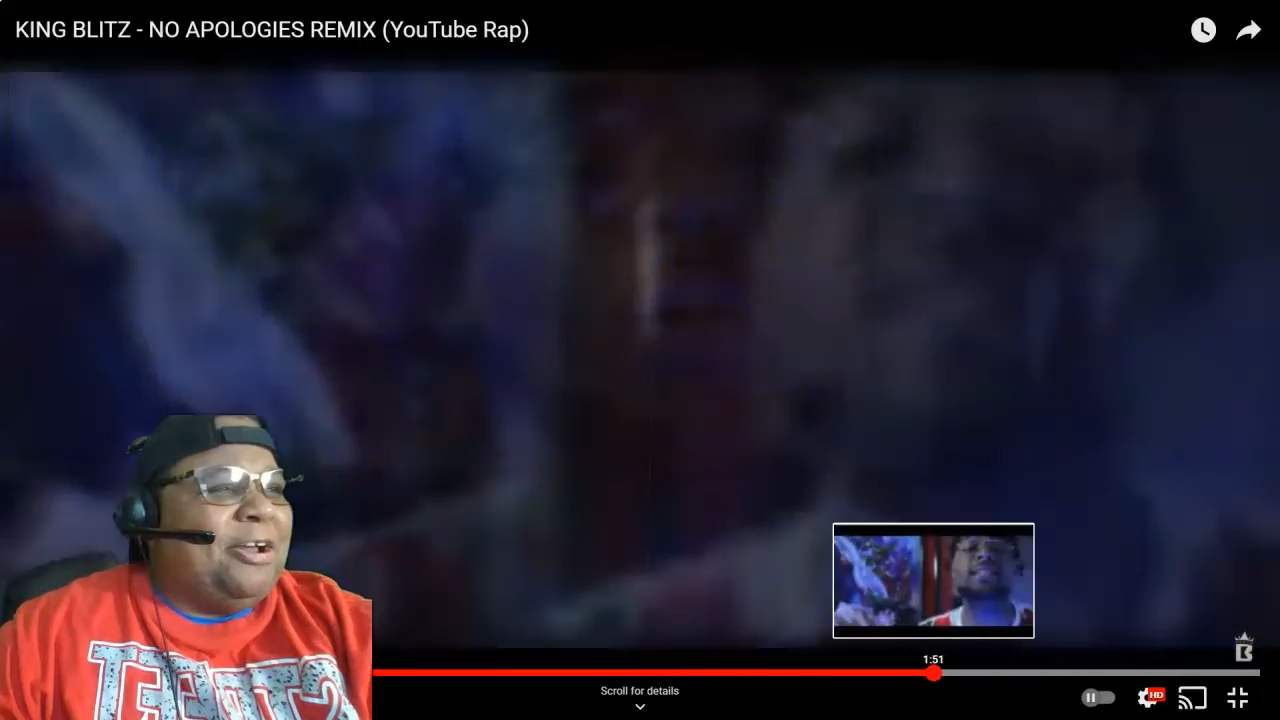 KING BLITZ - NO APOLOGIES REMIX (YouTube Rap)
1:51
Scroll for details
HD
B